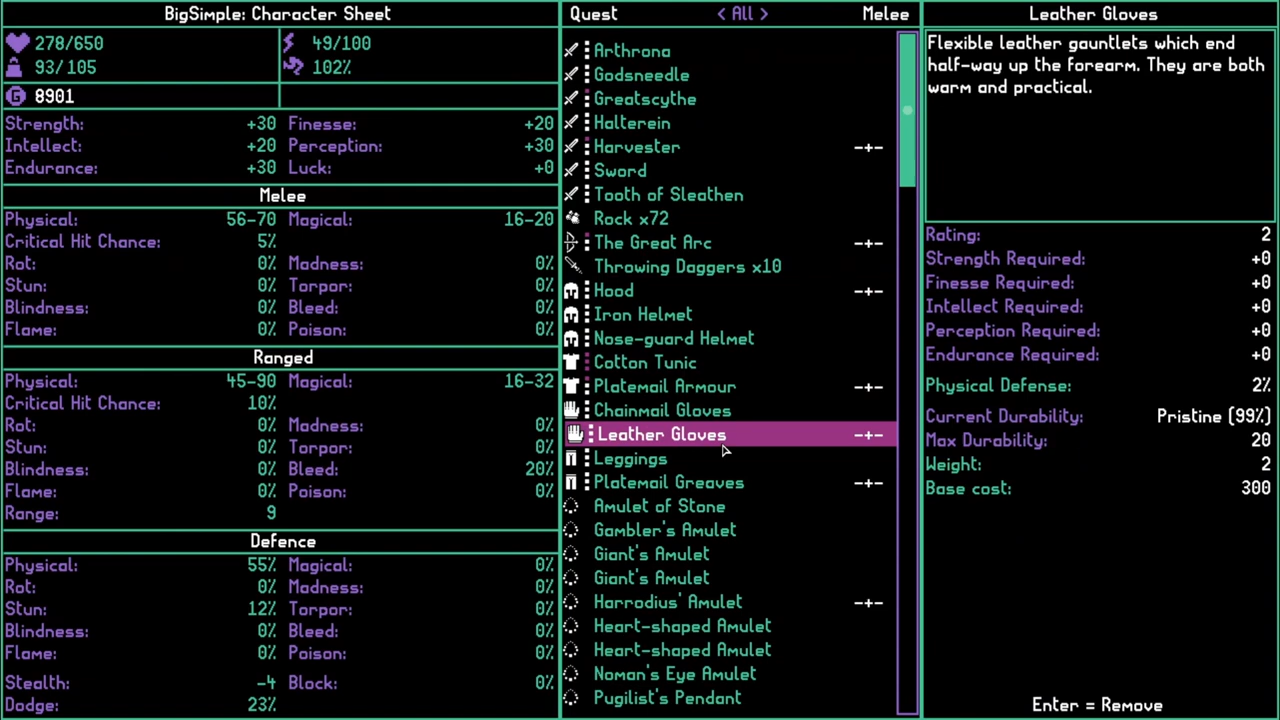 BigSimple: Character Sheet
278/650 49/100
93/105 102%
8901
Strength: +30 Finesse: +20
Intellect: +20 Perception: +30
Endurance: +30 Luck: +0
Melee
Physical: 56-70 Magical: 16-20
Critical Hit Chance: 5%
Rot: 0% Madness: 0%
Stun: 0% Torpor: 0%
Blindness: 0% Bleed: 0%
Flame: 0% Poison: 0%
Ranged
Physical: 45-90 Magical: 16-32
Critical Hit Chance: 10%
Rot: 0% Madness: 0%
Stun: 0% Torpor: 0%
Blindness: 0% Bleed: 20%
Flame: 0% Poison: 0%
Range: 9
Defence
Physical: 55% Magical: 0%
Rot: 0% Madness: 0%
Stun: 12% Torpor: 0%
Blindness: 0% Bleed: 0%
Flame: 0% Poison: 0%
Stealth: -4 Block: 0%
Dodge: 23%
Quest < All > Melee
Arthrona
Godsneedle
Greatscythe
Halterein
Harvester -+-
Sword
Tooth of Sleathen
Rock x72
The Great Arc -+-
Throwing Daggers x10
Hood -+-
Iron Helmet
Nose-guard Helmet
Cotton Tunic
Platemail Armour -+-
Chainmail Gloves
Leather Gloves -+-
Leggings
Platemail Greaves -+-
Amulet of Stone
Gambler's Amulet
Giant's Amulet
Giant's Amulet
Harrodius' Amulet -+-
Heart-shaped Amulet
Heart-shaped Amulet
Noman's Eye Amulet
Pugilist's Pendant
Leather Gloves
Flexible leather gauntlets which end
half-way up the forearm. They are both
warm and practical.
Rating: 2
Strength Required: +0
Finesse Required: +0
Intellect Required: +0
Perception Required: +0
Endurance Required: +0
Physical Defense: 2%
Current Durability: Pristine (99%)
Max Durability: 20
Weight: 2
Base cost: 300
Enter = Remove